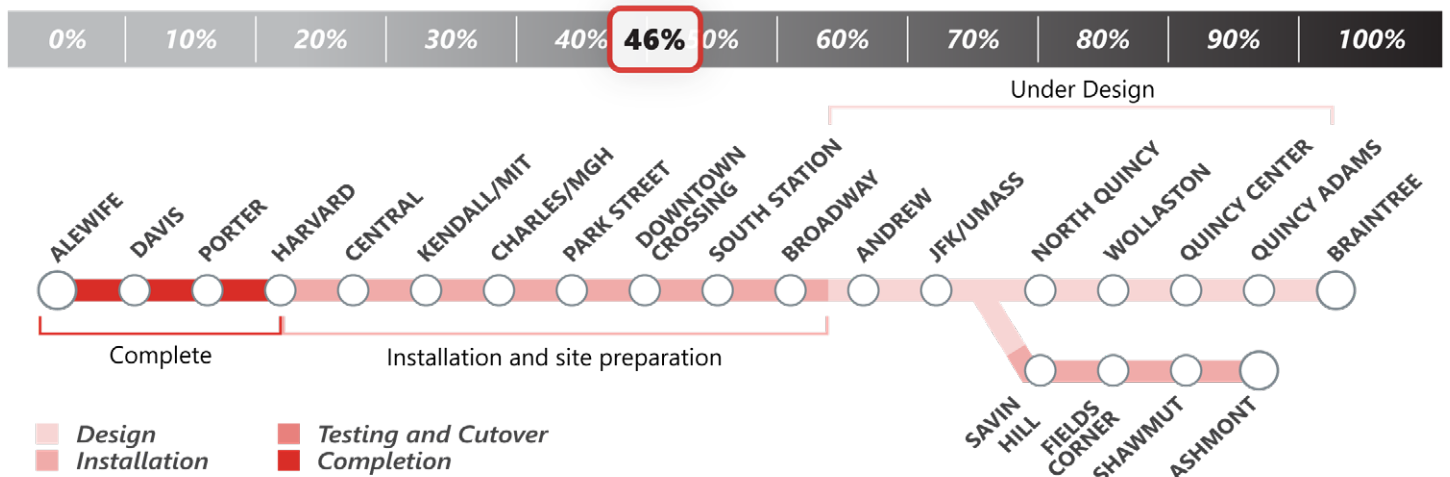 0% 10% 20% 30% 40% 46% 50% 60% 70% 80% 90% 100%
Under Design
ALEWIFE
DAVIS
PORTER
HARVARD
CENTRAL
KENDALL/MIT
CHARLES/MGH
PARK STREET
DOWNTOWN
CROSSING
SOUTH STATION
BROADWAY
ANDREW
JFK/UMASS
NORTH QUINCY
WOLLASTON
QUINCY CENTER
QUINCY ADAMS
BRAINTREE
Complete
Installation and site preparation
SAVIN
HILL
FIELDS
CORNER
SHAWMUT
ASHMONT
Design
Installation
Testing and Cutover
Completion